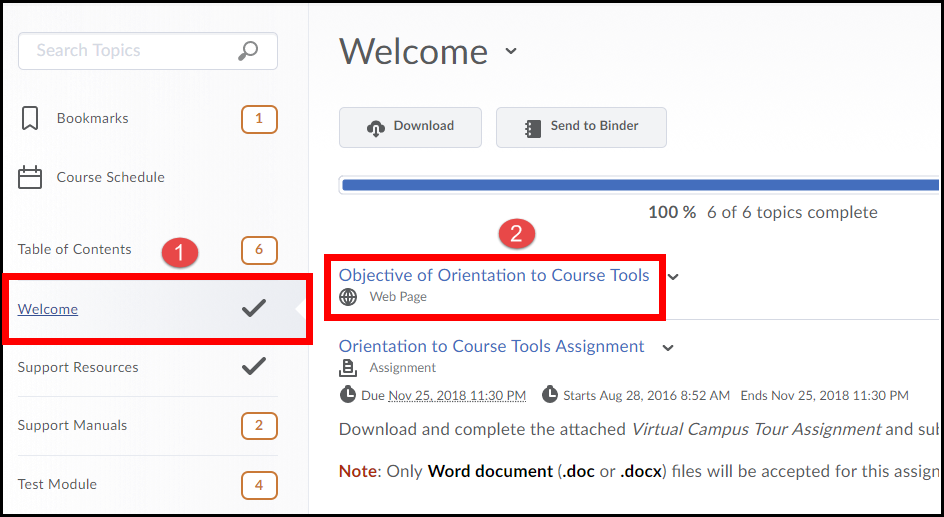 Search Topics
Bookmarks 1
Course Schedule
Table of Contents 6
1
Welcome
Support Resources
Support Manuals 2
Test Module 4
Welcome
Download Send to Binder
100 % 6 of 6 topics complete
2
Objective of Orientation to Course Tools
Web Page
Orientation to Course Tools Assignment
Assignment
Due Nov 25, 2018 11:30 PM Starts Aug 28, 2016 8:52 AM Ends Nov 25, 2018 11:30 PM
Download and complete the attached Virtual Campus Tour Assignment and sub
Note: Only Word document (.doc or .docx) files will be accepted for this assign